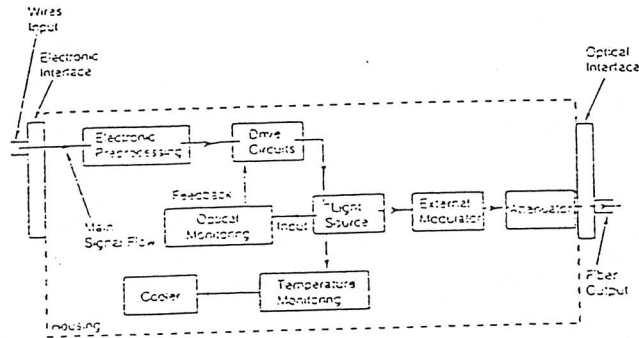 Wires
Input
Electronic
Interface
Optical
Interface
Electronic
Preprocessing
Drive
Circuits
Feedback
Main
Signal Flow
Optical
Monitoring
Input
Light
Source
External
Modulator
Attenuator
Cooler
Temperature
Monitoring
Fiber
Output
Housing